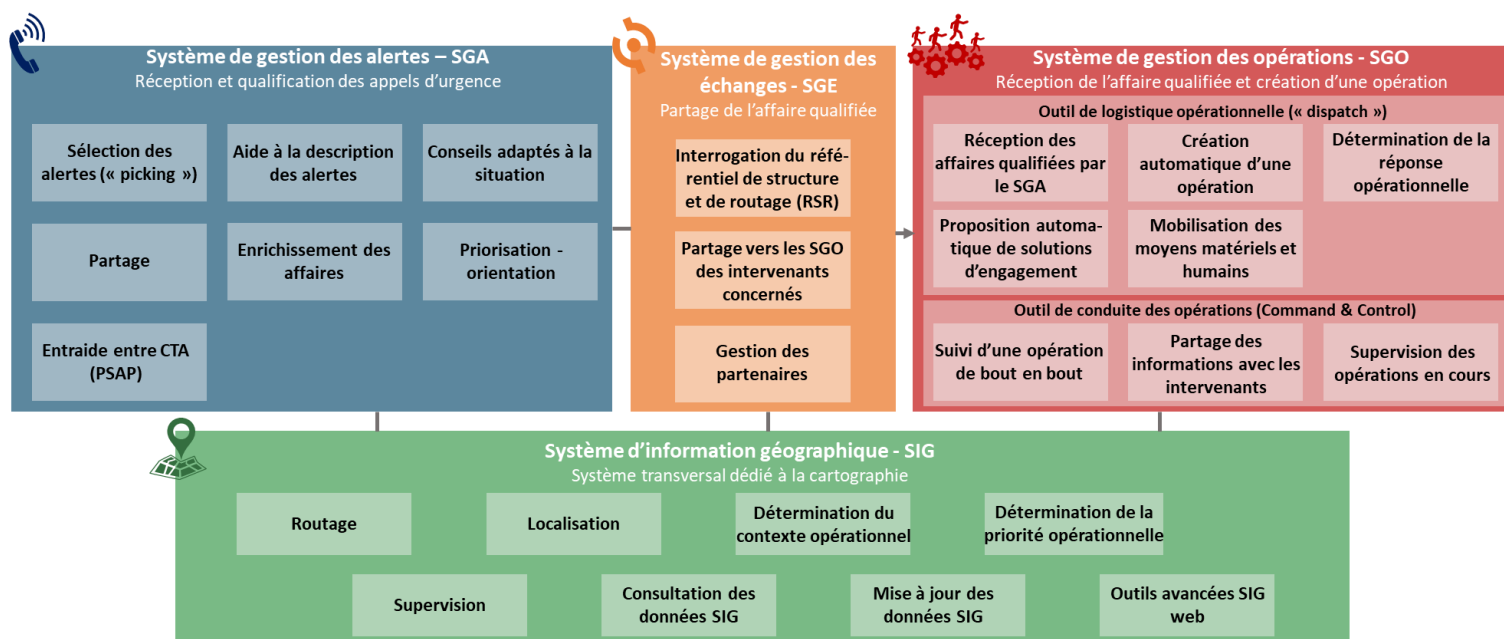 Système de gestion des alertes – SGA
Réception et qualification des appels d'urgence
Sélection des
alertes (« picking »)
Aide à la description
des alertes
Conseils adaptés à la
situation
Partage
Enrichissement des
affaires
Priorisation -
orientation
Entraide entre CTA
(PSAP)
Système de gestion des
échanges - SGE
Partage de l'affaire qualifiée
Interrogation du réfé-
rentiel de structure
et de routage (RSR)
Partage vers les SGO
des intervenants
concernés
Gestion des
partenaires
Système de gestion des opérations - SGO
Réception de l'affaire qualifiée et création d'une opération
Outil de logistique opérationnelle (« dispatch »)
Réception des
affaires qualifiées par
le SGA
Création
automatique d'une
opération
Détermination de la
réponse
opérationnelle
Proposition automa-
tique de solutions
d'engagement
Mobilisation des
moyens matériels et
humains
Outil de conduite des opérations (Command & Control)
Suivi d'une opération
de bout en bout
Partage des
informations avec les
intervenants
Supervision des
opérations en cours
Système d'information géographique - SIG
Système transversal dédié à la cartographie
Routage
Localisation
Détermination du
contexte opérationnel
Détermination de la
priorité opérationnelle
Supervision
Consultation des
données SIG
Mise à jour des
données SIG
Outils avancées SIG
web